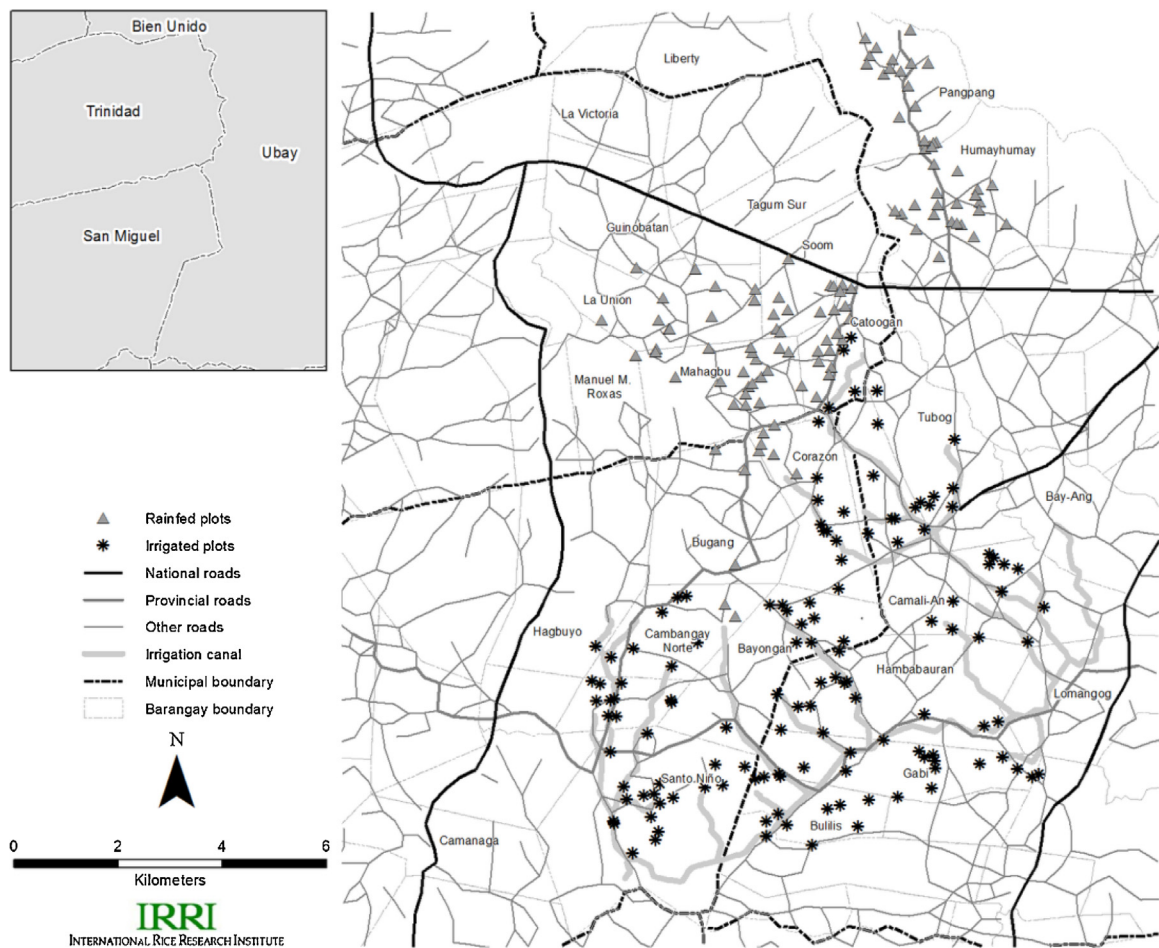 Bien Unido
Trinidad
Ubay
San Miguel
Liberty
La Victoria
Pangpang
Humayhumay
Tagum Sur
Guinobatan
Soom
La Union
Catoogan
Mahagbu
Manuel M.
Roxas
Tubog
Corazon
Bay-Ang
Bugang
Camali-An
Hagbuyo
Cambangay
Norte
Bayongan
Hambabauran
Lomangog
Santo Niño
Gabi
Bulilis
Camanaga
Rainfed plots
Irrigated plots
National roads
Provincial roads
Other roads
Irrigation canal
Municipal boundary
Barangay boundary
N
0 2 4 6
Kilometers
IRRI
INTERNATIONAL RICE RESEARCH INSTITUTE